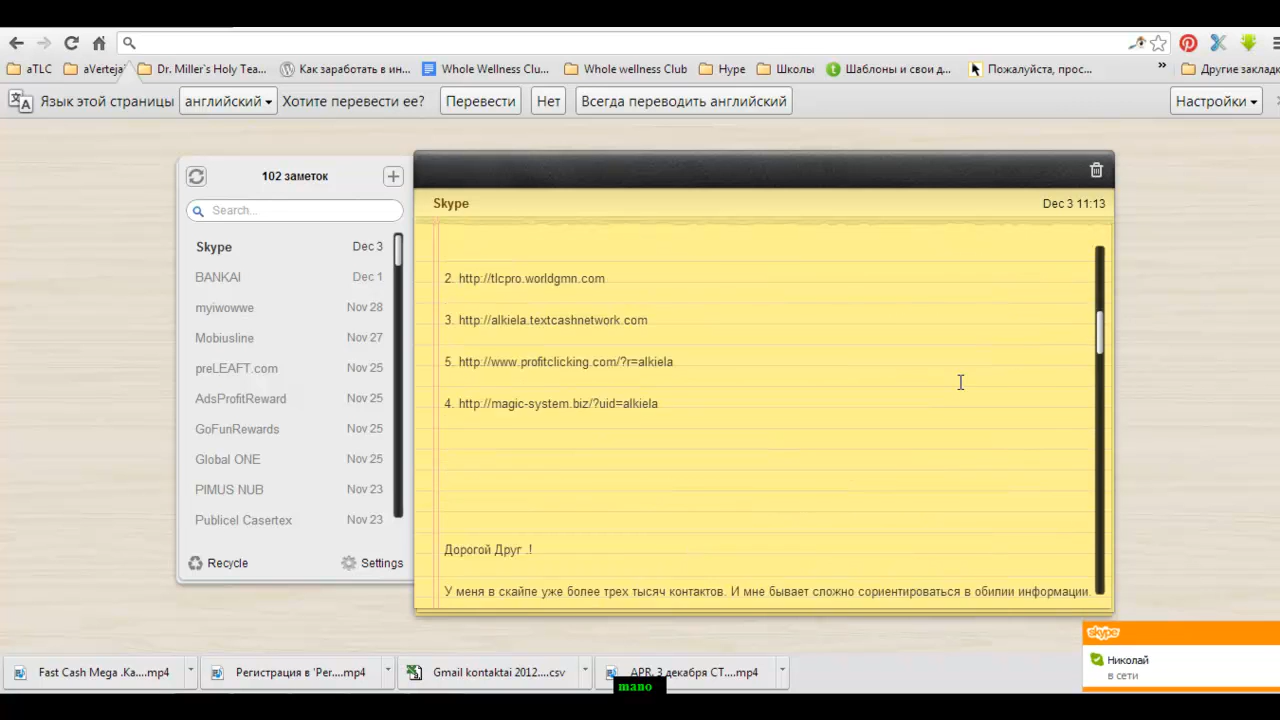 aTLC aVerteja Dr. Miller`s Holy Tea... Как заработать в ин... Whole Wellness Clu... Whole wellness Club Hype Школы Шаблоны и свои д... Пожалуйста, прос... » Другие заклад
Язык этой страницы английский Хотите перевести ее? Перевести Нет Всегда переводить английский Настройки
102 заметок
Search...
Skype Dec 3
BANKAI Dec 1
myiwowwe Nov 28
Mobiusline Nov 27
preLEAFT.com Nov 25
AdsProfitReward Nov 25
GoFunRewards Nov 25
Global ONE Nov 25
PIMUS NUB Nov 23
Publicel Casertex Nov 23
Recycle Settings
Skype Dec 3 11:13
2. http://tlcpro.worldgmn.com
3. http://alkiela.textcashnetwork.com
5. http://www.profitclicking.com/?r=alkiela
4. http://magic-system.biz/?uid=alkiela
Дорогой Друг .!
У меня в скайпе уже более трех тысяч контактов. И мне бывает сложно сориентироваться в обилии информации.
skype
Николай
в сети
Fast Cash Mega .Ka....mp4 Регистрация в 'Per....mp4 Gmail kontaktai 2012....csv APR, 3 декабря СТ....mp4
mano